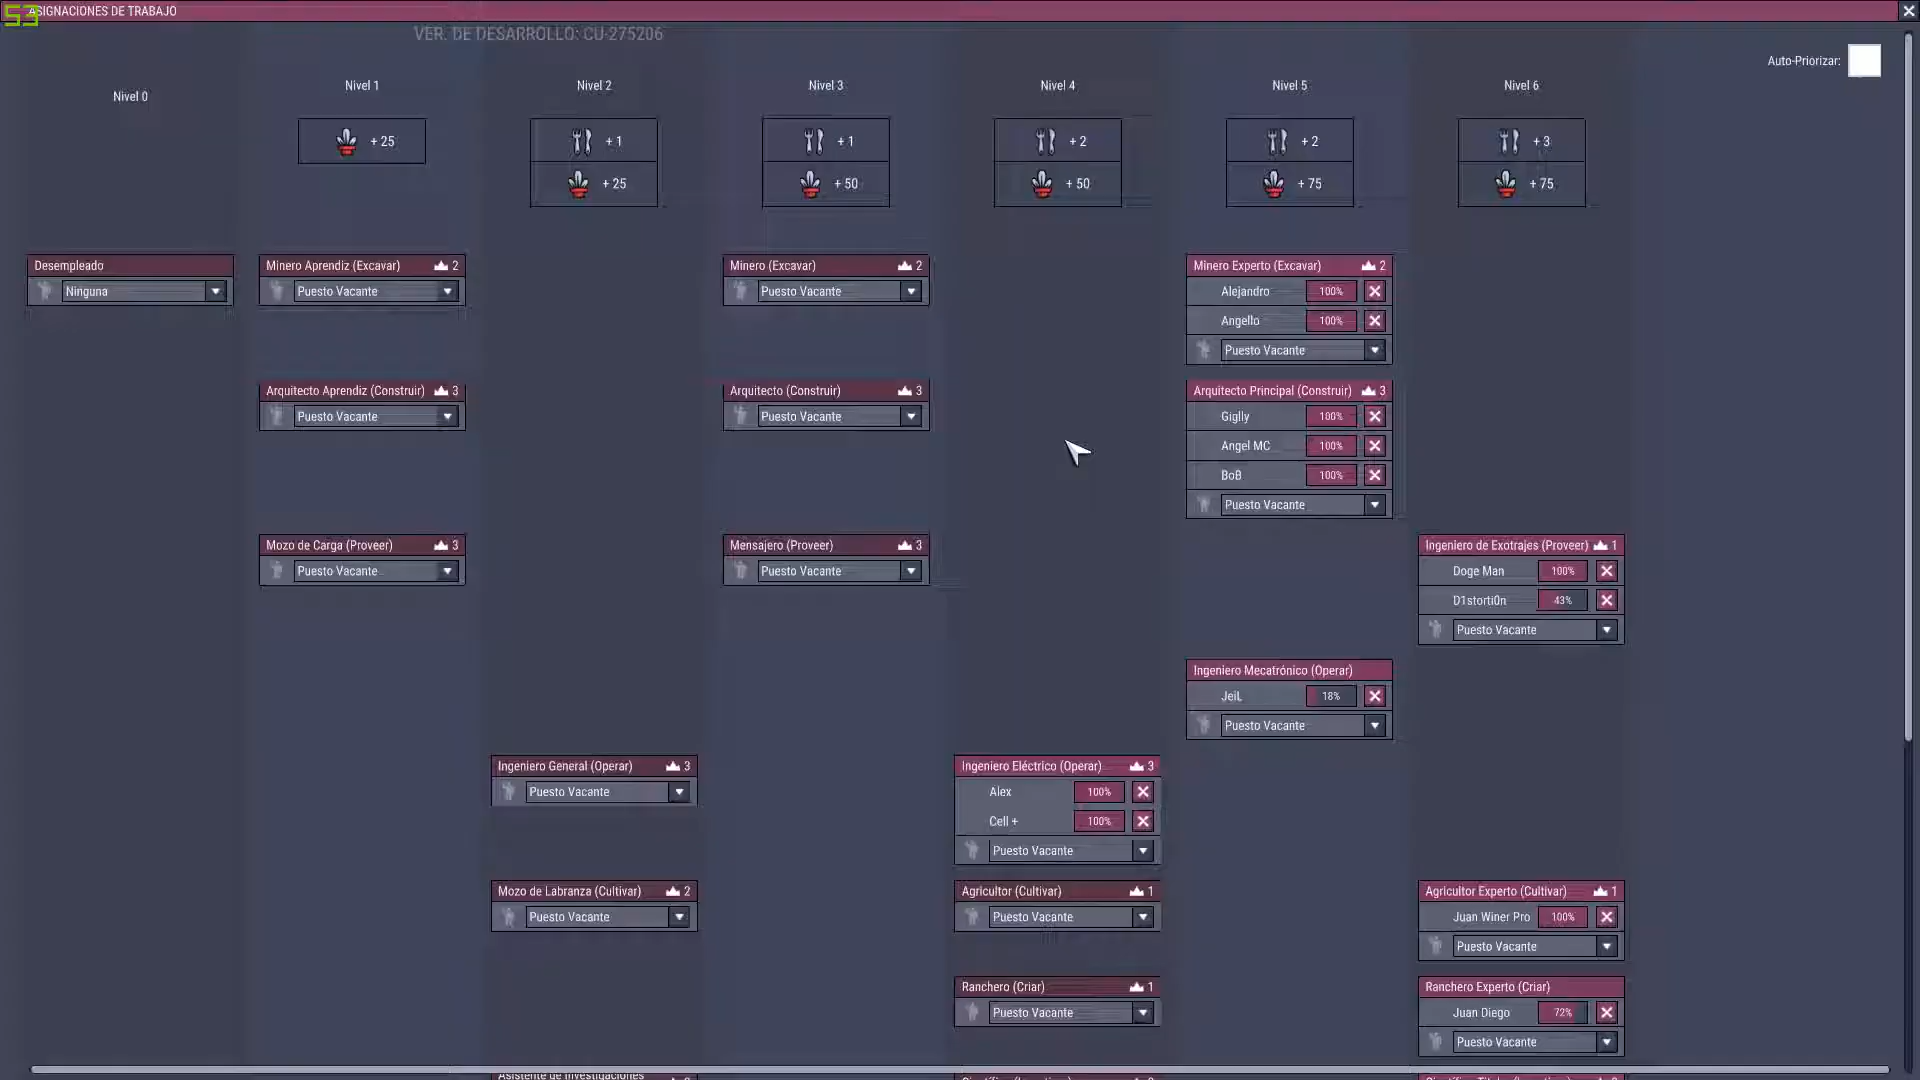 53
ASIGNACIONES DE TRABAJO
VER. DE DESARROLLO: CU-275206
Auto-Priorizar:
Nivel 0
Nivel 1
Nivel 2
Nivel 3
Nivel 4
Nivel 5
Nivel 6
+ 25
+ 1
+ 25
+ 1
+ 50
+ 2
+ 50
+ 2
+ 75
+ 3
+ 75
Desempleado
Ninguna
Minero Aprendiz (Excavar) 2
Puesto Vacante
Minero (Excavar) 2
Puesto Vacante
Minero Experto (Excavar) 2
Alejandro 100%
Angello 100%
Puesto Vacante
Arquitecto Aprendiz (Construir) 3
Puesto Vacante
Arquitecto (Construir) 3
Puesto Vacante
Arquitecto Principal (Construir) 3
Giglly 100%
Angel MC 100%
BoB 100%
Puesto Vacante
Mozo de Carga (Proveer) 3
Puesto Vacante
Mensajero (Proveer) 3
Puesto Vacante
Ingeniero de Exotrajes (Proveer) 1
Doge Man 100%
D1storti0n 43%
Puesto Vacante
Ingeniero Mecatrónico (Operar)
JeiL 18%
Puesto Vacante
Ingeniero General (Operar) 3
Puesto Vacante
Ingeniero Eléctrico (Operar) 3
Alex 100%
Cell + 100%
Puesto Vacante
Mozo de Labranza (Cultivar) 2
Puesto Vacante
Agricultor (Cultivar) 1
Puesto Vacante
Agricultor Experto (Cultivar) 1
Juan Winer Pro 100%
Puesto Vacante
Ranchero (Criar) 1
Puesto Vacante
Ranchero Experto (Criar)
Juan Diego 72%
Puesto Vacante
Asistente de Investigaciones